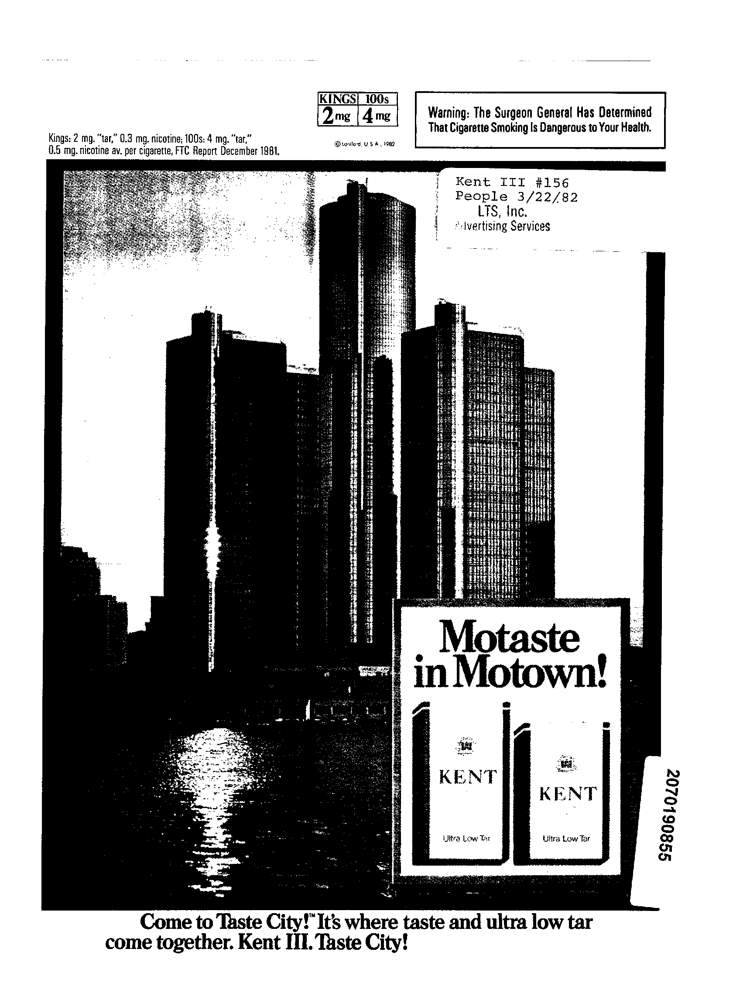 KINGS 100s
2 mg 4 mg
Warning: The Surgeon General Has Determined
That Cigarette Smoking Is Dangerous to Your Health.
Kings: 2 mg. "tar," 0.3 mg. nicotine; 100s: 4 mg. "tar,"
0.5 mg. nicotine av. per cigarette, FTC Report December 1981.
© Lorillard, U.S.A., 1982
Kent III #156
People 3/22/82
LTS, Inc.
Advertising Services
Motaste
in Motown!
KENT
Ultra Low Tar
KENT
Ultra Low Tar
2070190855
Come to Taste City!™ It's where taste and ultra low tar
come together. Kent III. Taste City!